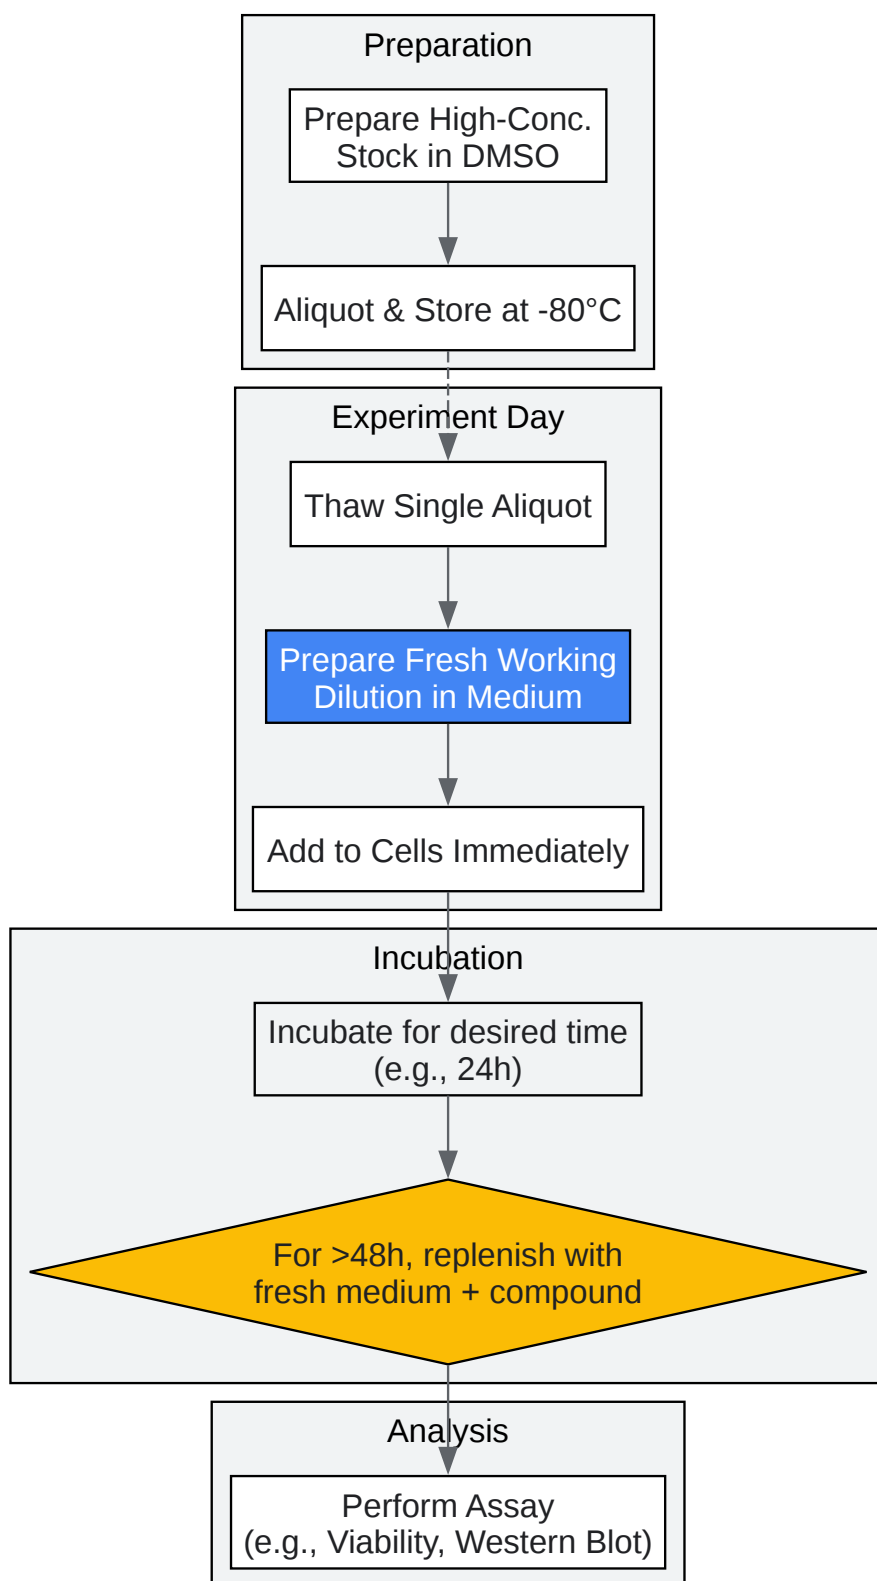 Preparation
Prepare High-Conc.
Stock in DMSO
Aliquot & Store at -80°C
Experiment Day
Thaw Single Aliquot
Prepare Fresh Working
Dilution in Medium
Add to Cells Immediately
Incubation
Incubate for desired time
(e.g., 24h)
For >48h, replenish with
fresh medium + compound
Analysis
Perform Assay
(e.g., Viability, Western Blot)